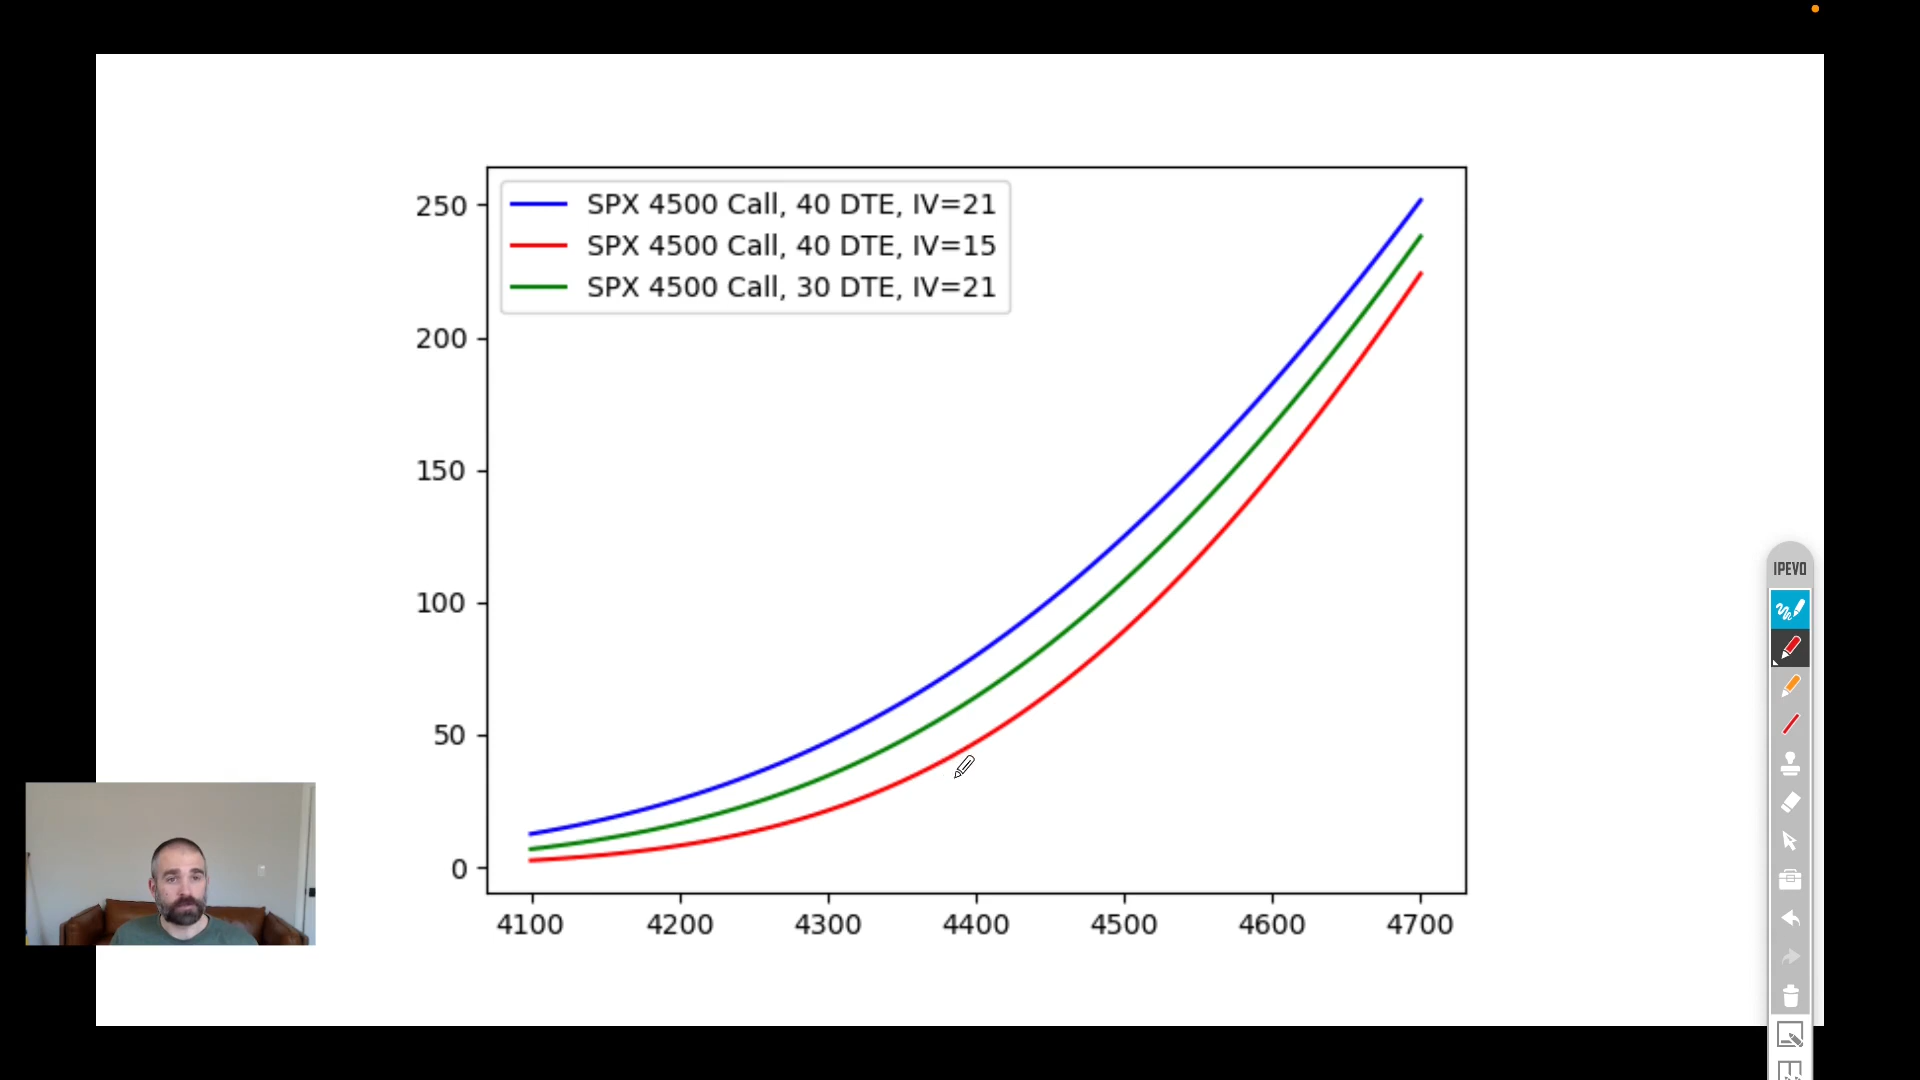 SPX 4500 Call, 40 DTE, IV=21
SPX 4500 Call, 40 DTE, IV=15
SPX 4500 Call, 30 DTE, IV=21
250
200
150
100
50
0
4100 4200 4300 4400 4500 4600 4700
IPEVO